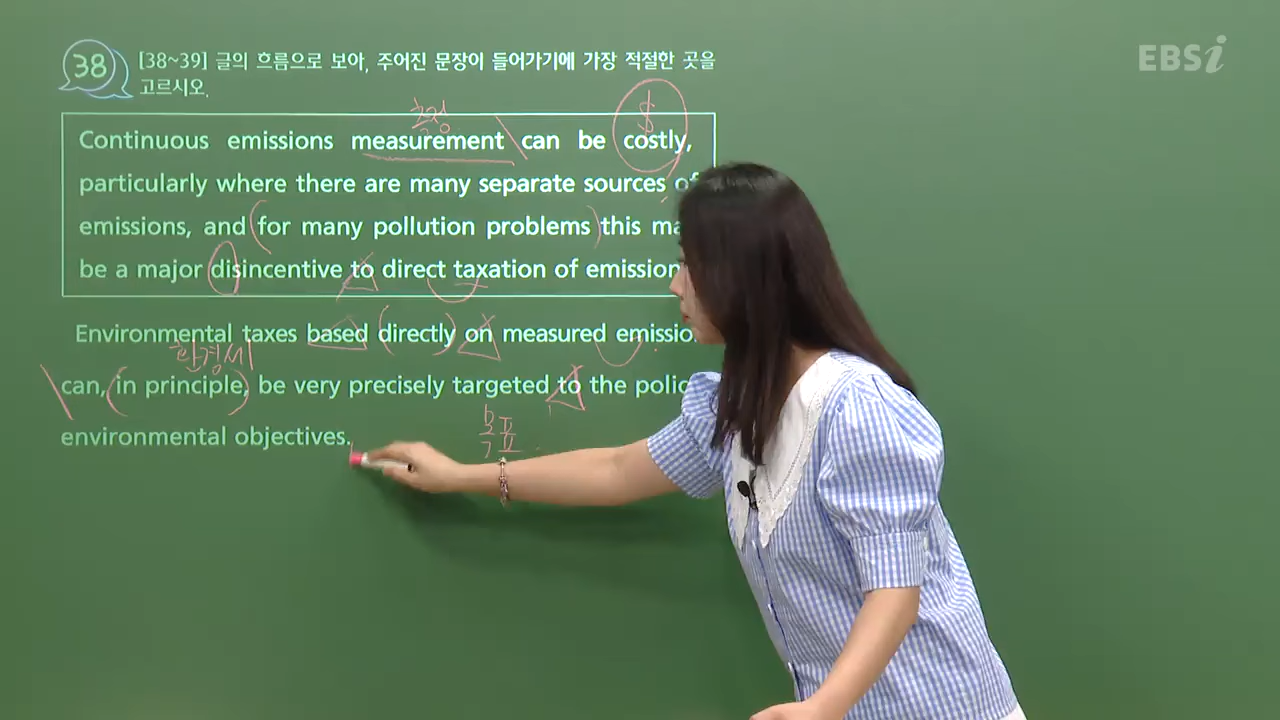 EBSi
38
[38~39] 글의 흐름으로 보아, 주어진 문장이 들어가기에 가장 적절한 곳을
고르시오.
측정
$
Continuous emissions measurement can be costly,
particularly where there are many separate sources of
emissions, and (for many pollution problems) this
be a major disincentive to direct taxation of
Environmental taxes based (directly) on measured
환경세
can, (in principle,) be very precisely targeted to the
목표
environmental objectives.